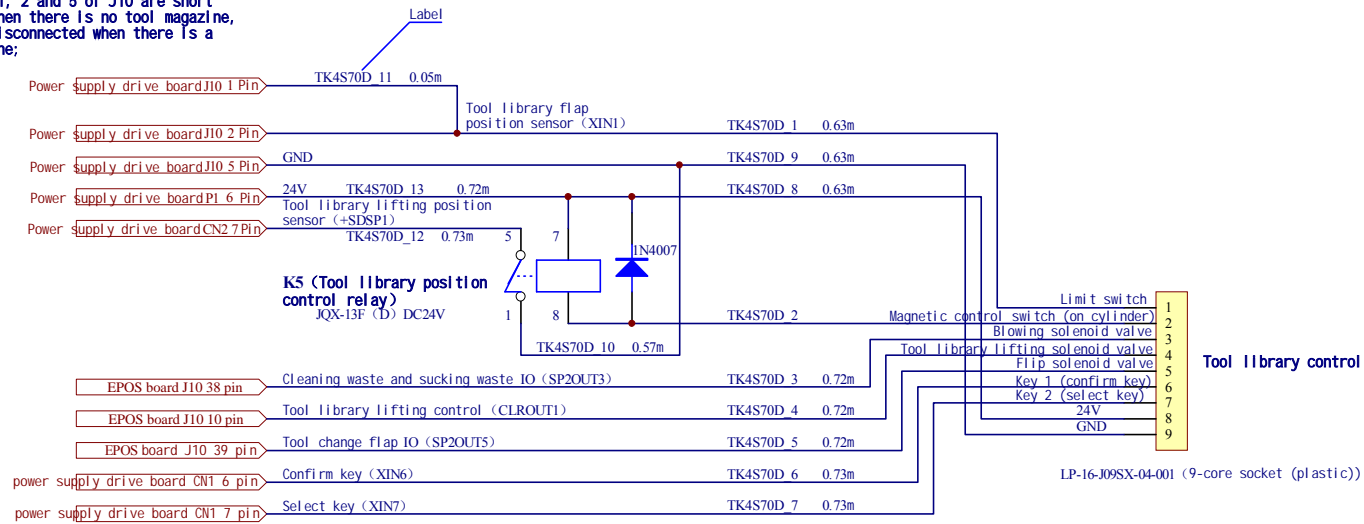 1, 2 and 5 of J10 are short
hen there is no tool magazine,
isconnected when there is a
ne;
Label
Power supply drive board J10 1 Pin
TK4S70D_11 0.05m
Tool library flap
position sensor（XIN1）
Power supply drive board J10 2 Pin
TK4S70D_1 0.63m
Power supply drive board J10 5 Pin
GND
TK4S70D_9 0.63m
Power supply drive board P1 6 Pin
24V TK4S70D_13 0.72m
TK4S70D_8 0.63m
Tool library lifting position
sensor（+SDSP1）
Power supply drive board CN2 7 Pin
TK4S70D_12 0.73m
5 7
1N4007
K5（Tool library position
control relay）
JQX-13F（D）DC24V
1 8
TK4S70D_2
TK4S70D_10 0.57m
Limit switch 1
Magnetic control switch (on cylinder) 2
Blowing solenoid valve 3
Tool library lifting solenoid valve 4
Flip solenoid valve 5
Key 1 (confirm key) 6
Key 2 (select key) 7
24V 8
GND 9
Tool library control
EPOS board J10 38 pin
Cleaning waste and sucking waste IO（SP2OUT3）
TK4S70D_3 0.72m
EPOS board J10 10 pin
Tool library lifting control（CLROUT1）
TK4S70D_4 0.72m
EPOS board J10 39 pin
Tool change flap IO（SP2OUT5）
TK4S70D_5 0.72m
power supply drive board CN1 6 pin
Confirm key（XIN6）
TK4S70D_6 0.73m
LP-16-J09SX-04-001（9-core socket (plastic)）
power supply drive board CN1 7 pin
Select key（XIN7）
TK4S70D_7 0.73m